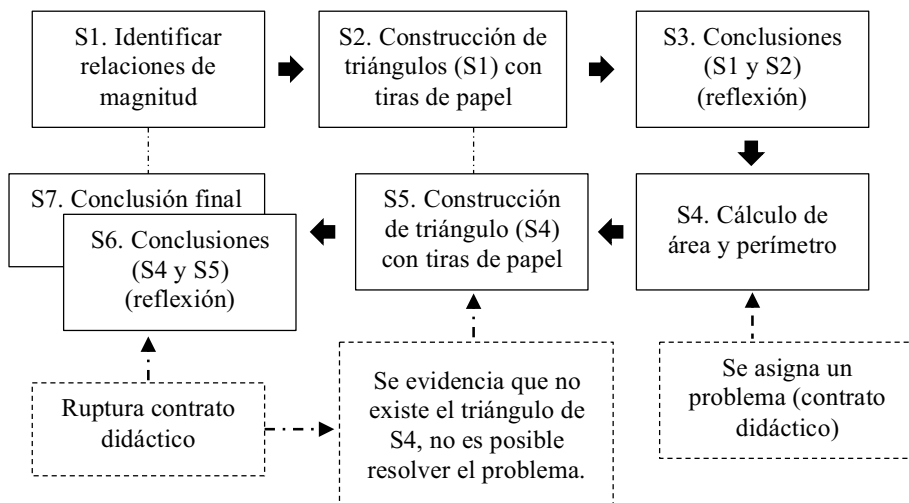 S1. Identificar
relaciones de
magnitud
S2. Construcción de
triángulos (S1) con
tiras de papel
S3. Conclusiones
(S1 y S2)
(reflexión)
S7. Conclusión final
S6. Conclusiones
(S4 y S5)
(reflexión)
S5. Construcción
de triángulo (S4)
con tiras de papel
S4. Cálculo de
área y perímetro
Ruptura contrato
didáctico
Se evidencia que no
existe el triángulo de
S4, no es posible
resolver el problema.
Se asigna un
problema (contrato
didáctico)